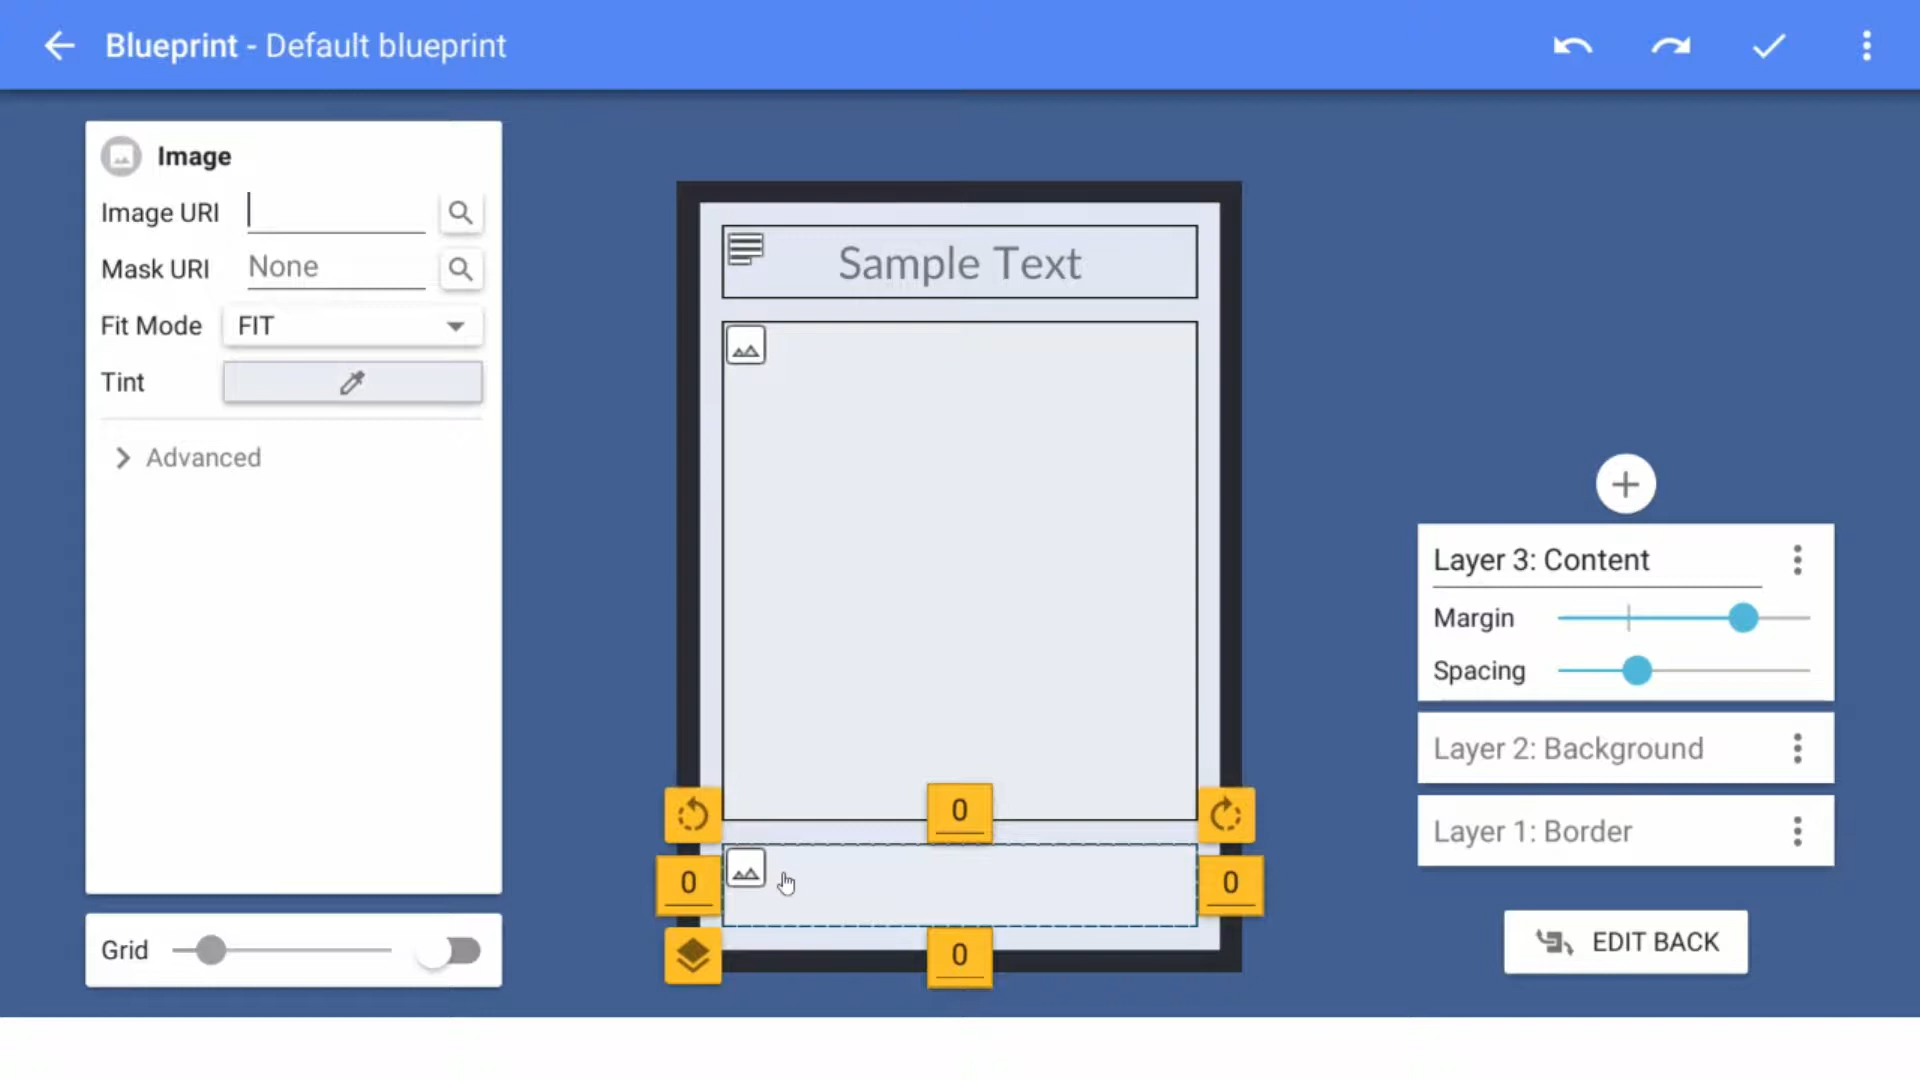 Blueprint - Default blueprint
Image
Image URI
Mask URI None
Fit Mode FIT
Tint
Advanced
Grid
Sample Text
0
0
0
0
Layer 3: Content
Margin
Spacing
Layer 2: Background
Layer 1: Border
EDIT BACK